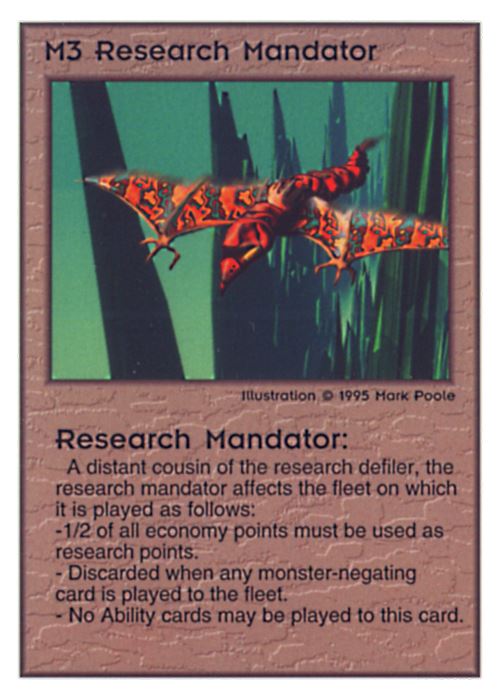 M3 Research Mandator
Illustration © 1995 Mark Poole
Research Mandator:
A distant cousin of the research defiler, the
research mandator affects the fleet on which
it is played as follows:
-1/2 of all economy points must be used as
research points.
- Discarded when any monster-negating
card is played to the fleet.
- No Ability cards may be played to this card.